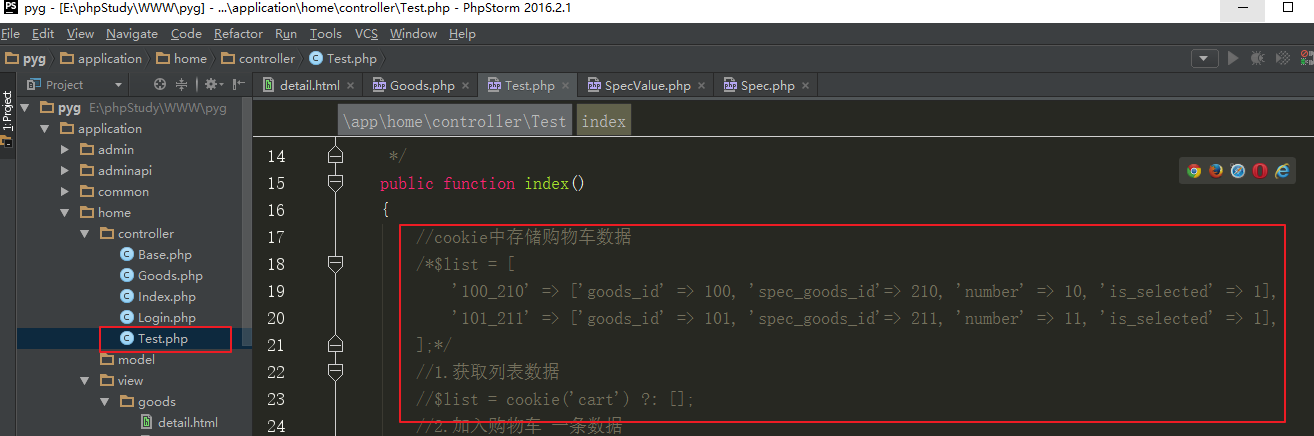 PS pyg - [E:\phpStudy\WWW\pyg] - ...\application\home\controller\Test.php - PhpStorm 2016.2.1
File Edit View Navigate Code Refactor Run Tools VCS Window Help
pyg application home controller Test.php
Project detail.html Goods.php Test.php SpecValue.php Spec.php
1: Project
pyg E:\phpStudy\WWW\pyg
application
admin
adminapi
common
home
controller
Base.php
Goods.php
Index.php
Login.php
Test.php
model
view
goods
detail.html
\app\home\controller\Test index
14 */
15 public function index()
16 {
17 //cookie中存储购物车数据
18 /*$list = [
19 '100_210' => ['goods_id' => 100, 'spec_goods_id'=> 210, 'number' => 10, 'is_selected' => 1],
20 '101_211' => ['goods_id' => 101, 'spec_goods_id'=> 211, 'number' => 11, 'is_selected' => 1],
21 ];*/
22 //1.获取列表数据
23 //$list = cookie('cart') ?: [];
24 //2.加入购物车 一条数据